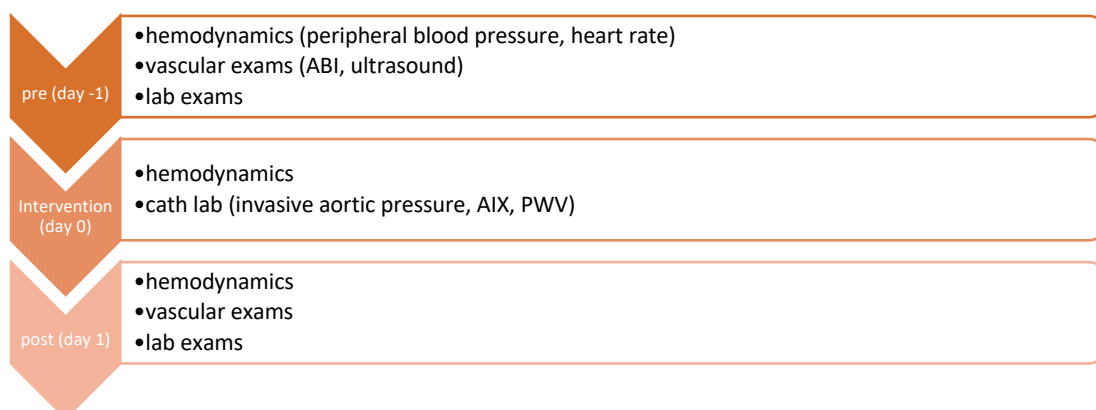 pre (day -1)
•hemodynamics (peripheral blood pressure, heart rate)
•vascular exams (ABI, ultrasound)
•lab exams
Intervention
(day 0)
•hemodynamics
•cath lab (invasive aortic pressure, AIX, PWV)
post (day 1)
•hemodynamics
•vascular exams
•lab exams